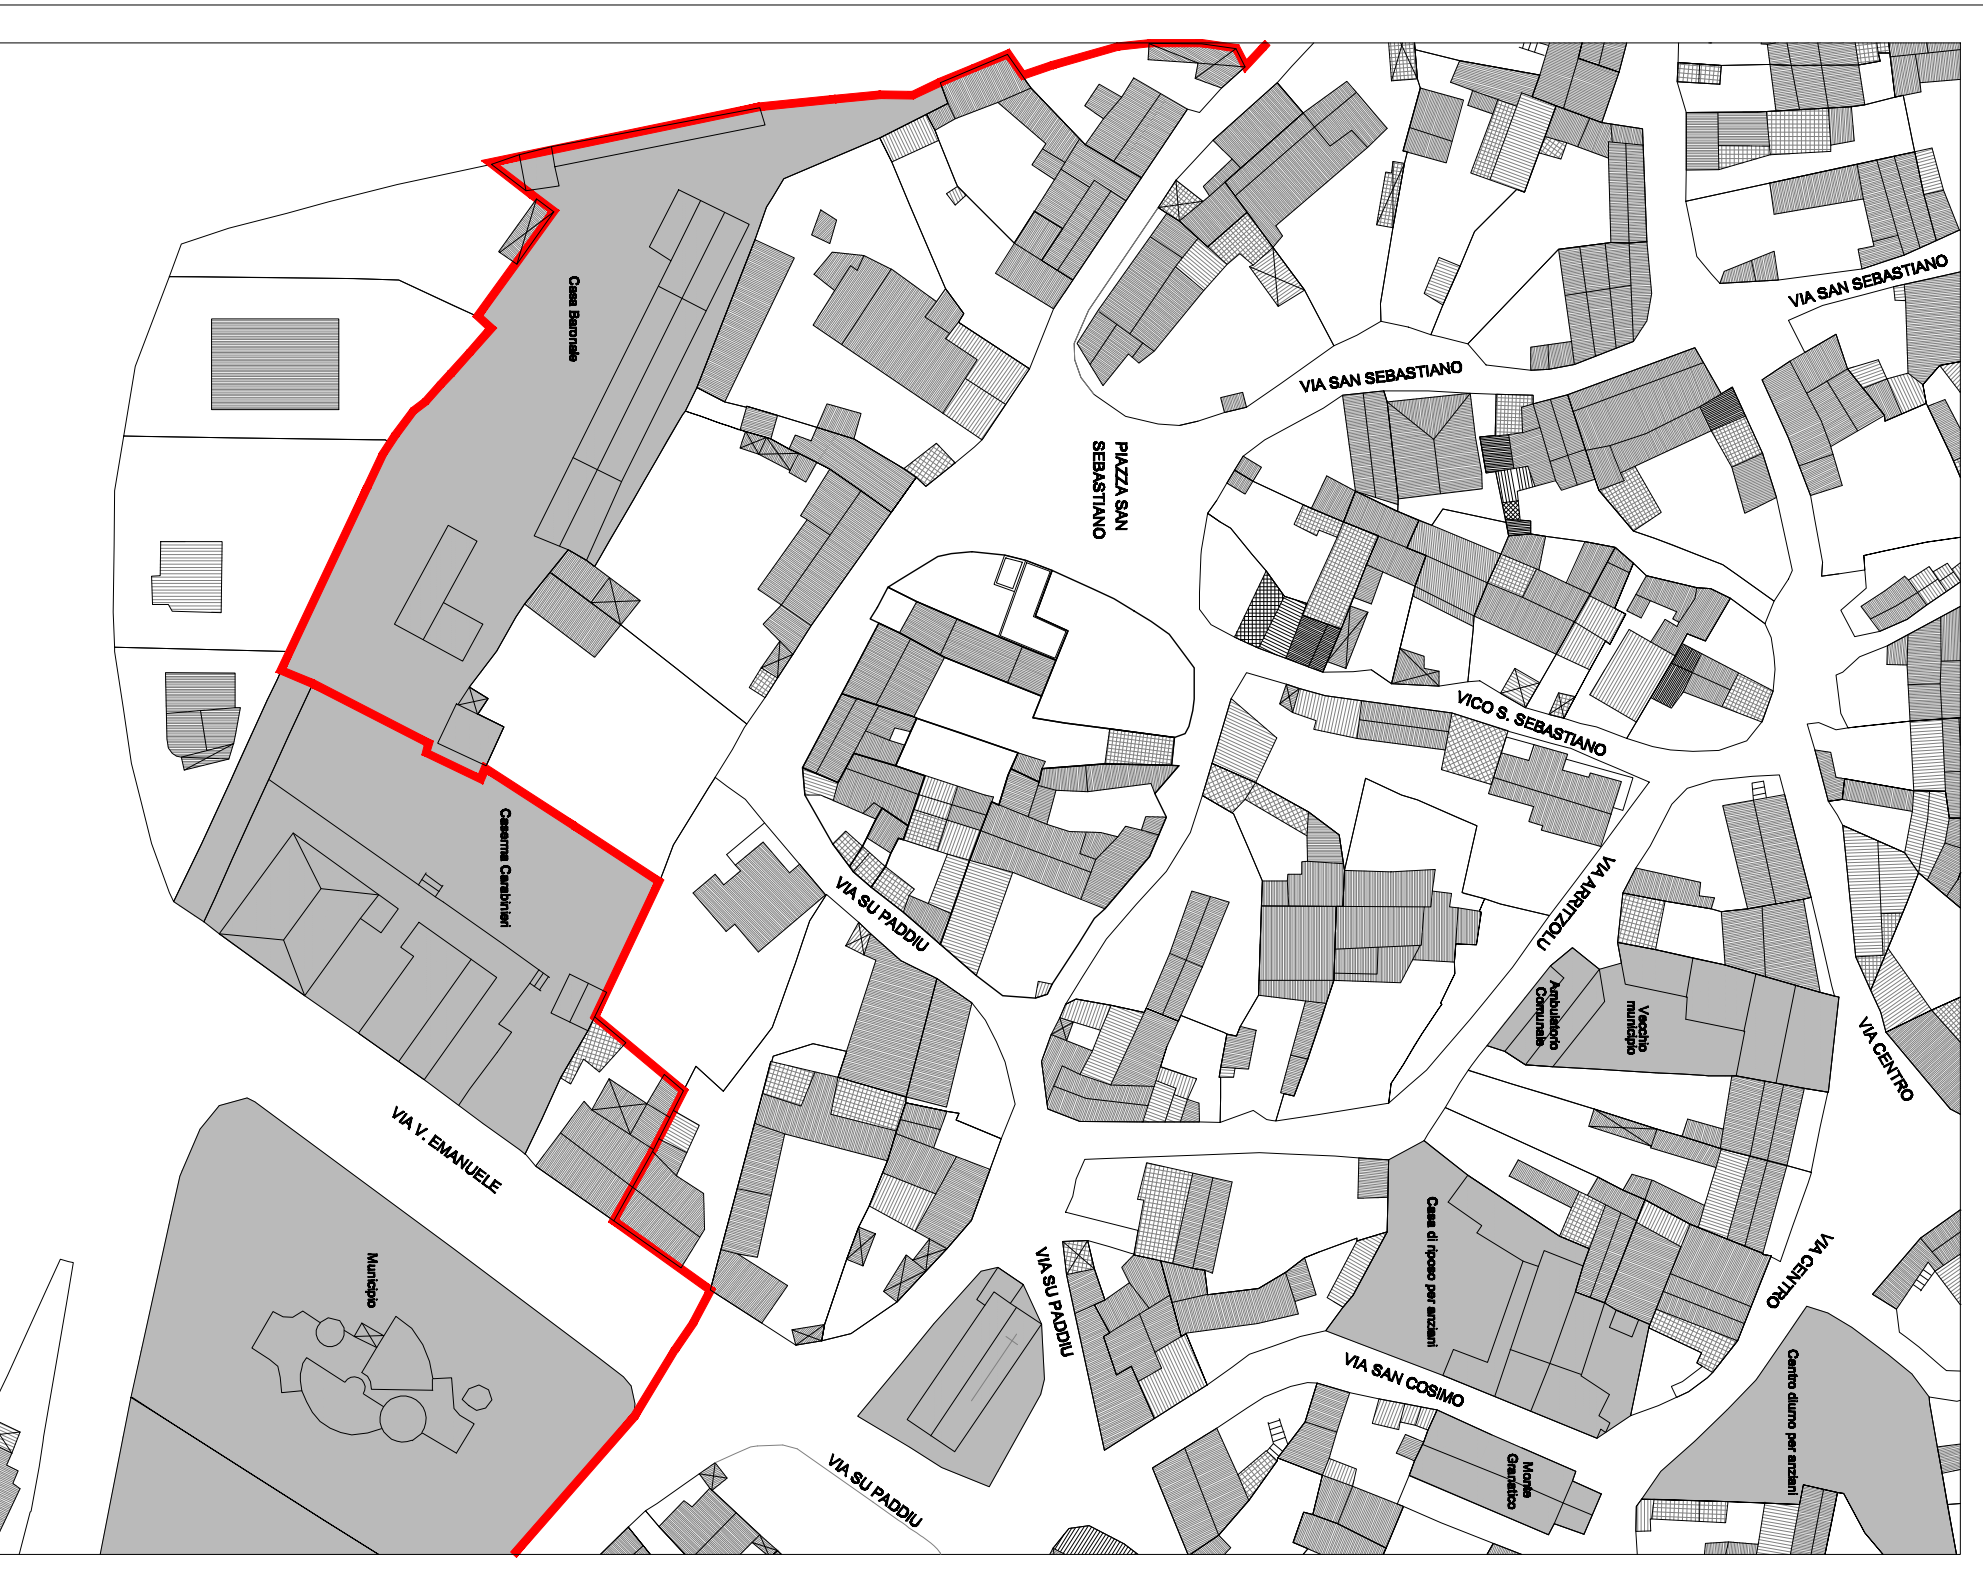 VIA SAN SEBASTIANO
Casa Baronale
VIA SAN SEBASTIANO
PIAZZA SAN
SEBASTIANO
VICO S. SEBASTIANO
Caserma Carabinieri
VIA SU PADDIU
VIA ARRITZOLU
Ambulatorio
Comunale
Vecchio
municipio
VIA CENTRO
VIA V. EMANUELE
Municipio
VIA SU PADDIU
Casa di riposo per anziani
VIA CENTRO
VIA SAN COSIMO
Centro diurno per anziani
VIA SU PADDIU
Monte
Granatico